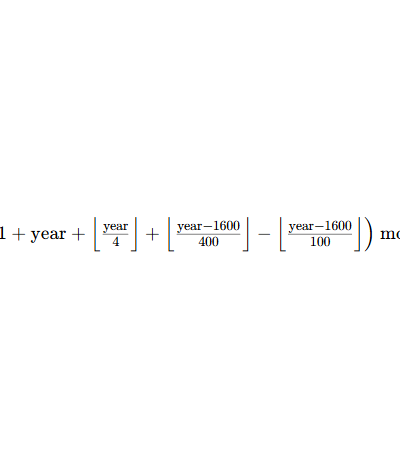 1 + year + ⌊year/4⌋ + ⌊(year−1600)/400⌋ − ⌊(year−1600)/100⌋) mo